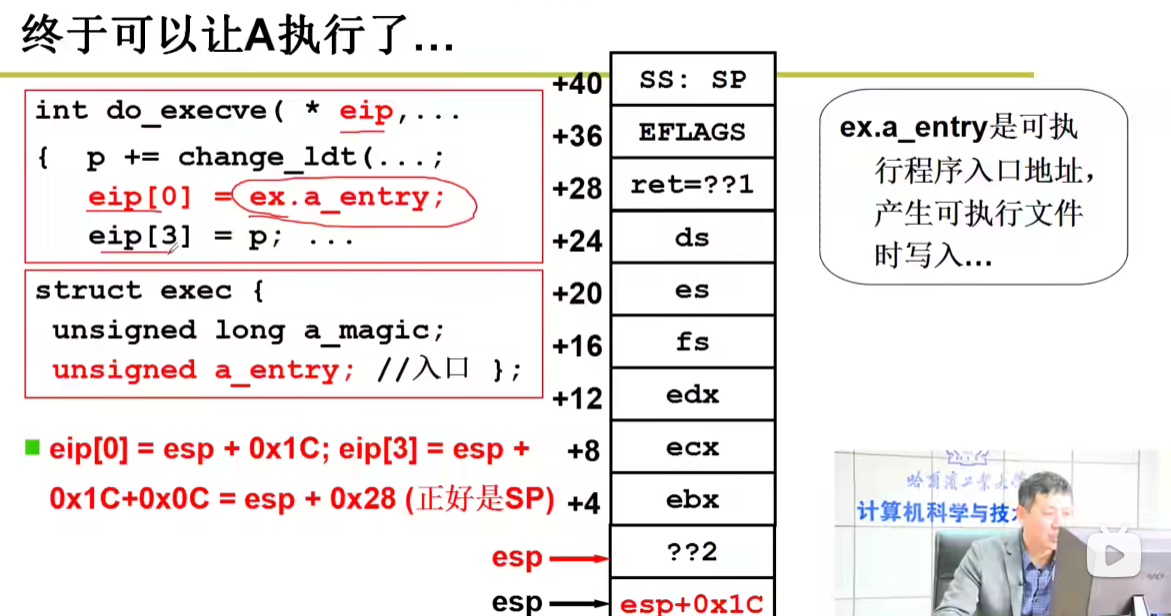 终于可以让A执行了...
int do_execve( * eip,...
{ p += change_ldt(...;
eip[0] = ex.a_entry;
eip[3] = p; ...
struct exec {
unsigned long a_magic;
unsigned a_entry; //入口 };
eip[0] = esp + 0x1C; eip[3] = esp +
0x1C+0x0C = esp + 0x28 (正好是SP)
+40
SS: SP
+36
EFLAGS
+28
ret=??1
+24
ds
+20
es
+16
fs
+12
edx
+8
ecx
+4
ebx
esp
??2
esp
esp+0x1C
ex.a_entry是可执
行程序入口地址，
产生可执行文件
时写入...
哈尔滨工业大学
计算机科学与技